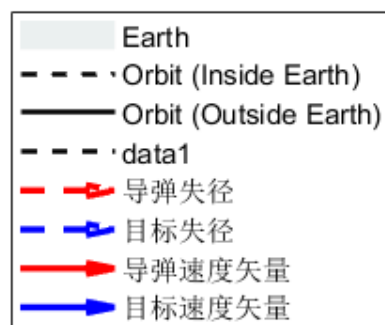 Earth
Orbit (Inside Earth)
Orbit (Outside Earth)
data1
导弹失径
目标失径
导弹速度矢量
目标速度矢量